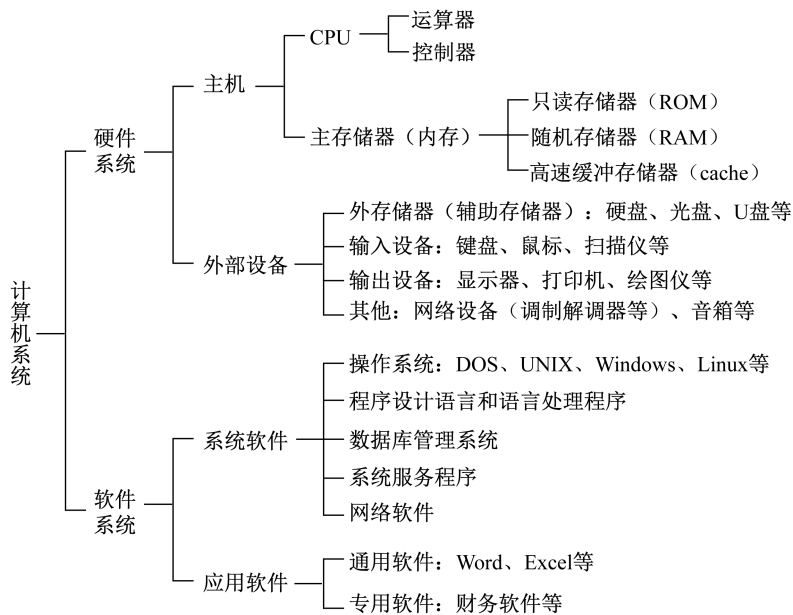 计算机系统
硬件
系统
主机
CPU
运算器
控制器
主存储器（内存）
只读存储器（ROM）
随机存储器（RAM）
高速缓冲存储器（cache）
外部设备
外存储器（辅助存储器）：硬盘、光盘、U盘等
输入设备：键盘、鼠标、扫描仪等
输出设备：显示器、打印机、绘图仪等
其他：网络设备（调制解调器等）、音箱等
软件
系统
系统软件
操作系统：DOS、UNIX、Windows、Linux等
程序设计语言和语言处理程序
数据库管理系统
系统服务程序
网络软件
应用软件
通用软件：Word、Excel等
专用软件：财务软件等